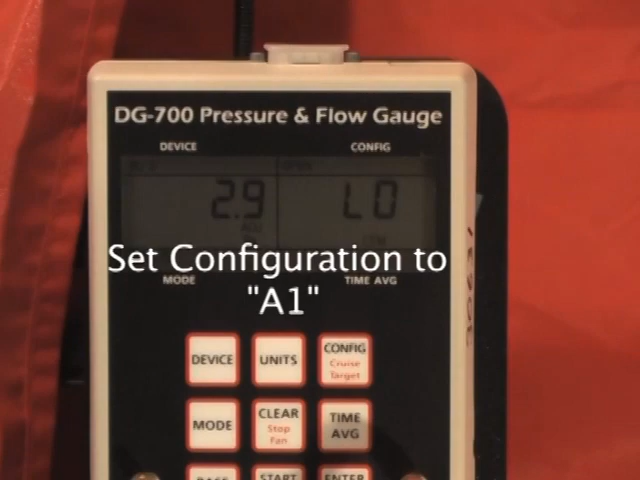 DG-700 Pressure & Flow Gauge
DEVICE CONFIG
OPEN
2.9 LO
Set Configuration to
"A1"
MODE TIME AVG
DEVICE UNITS CONFIG
Cruise
Target
MODE CLEAR TIME
Stop AVG
Fan
START ENTER